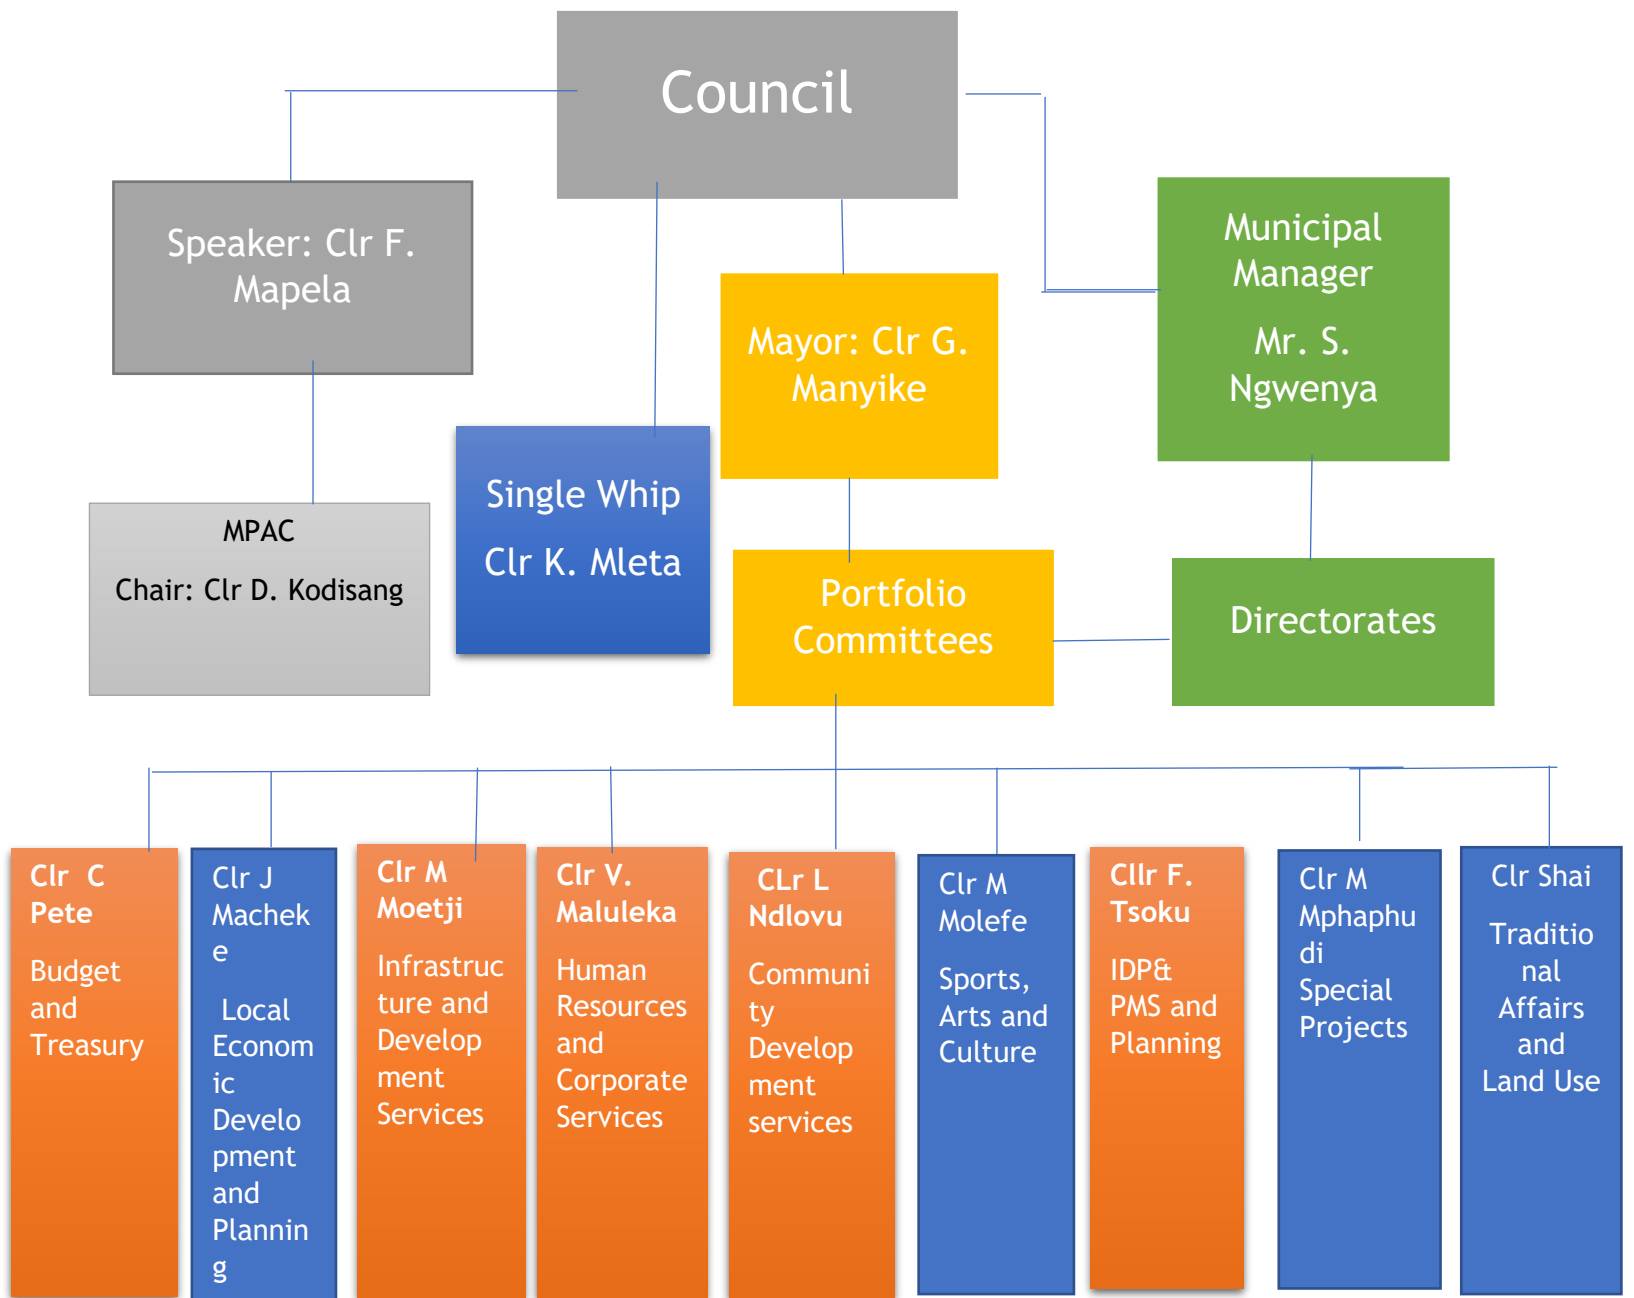 Council
Speaker: Clr F.
Mapela
Municipal
Manager
Mr. S.
Ngwenya
Mayor: Clr G.
Manyike
Single Whip
Clr K. Mleta
MPAC
Chair: Clr D. Kodisang
Portfolio
Committees
Directorates
Clr  C
Pete
Budget
and
Treasury
Clr J
Machek
e
Local
Econom
ic
Develo
pment
and
Plannin
g
Clr M
Moetji
Infrastruc
ture and
Develop
ment
Services
Clr V.
Maluleka
Human
Resources
and
Corporate
Services
CLr L
Ndlovu
Communi
ty
Develop
ment
services
Clr M
Molefe
Sports,
Arts and
Culture
Cllr F.
Tsoku
IDP&
PMS and
Planning
Clr M
Mphaphu
di
Special
Projects
Clr Shai
Traditio
nal
Affairs
and
Land Use